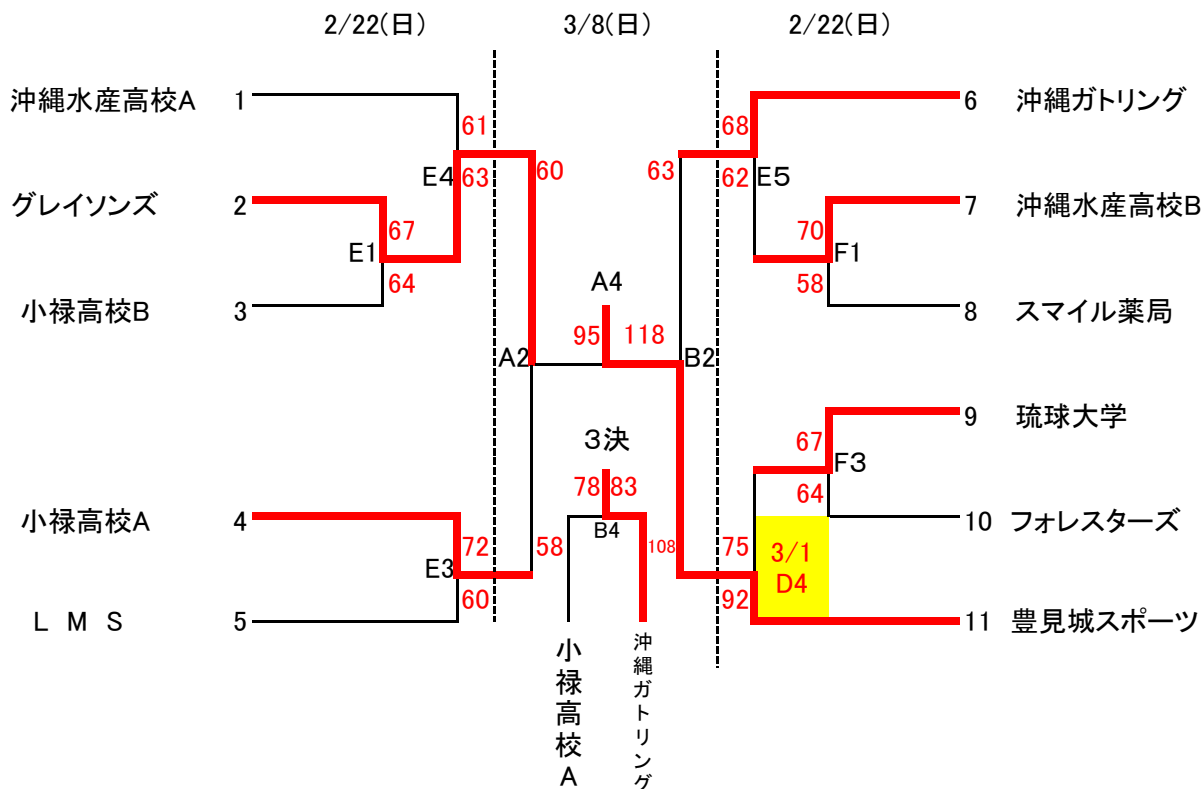 2/22(日) 3/8(日) 2/22(日)
沖縄水産高校A 1 6 沖縄ガトリング
61 68
E4 63 60 63 62 E5
グレイソンズ 2 7 沖縄水産高校B
67 70
E1 F1
64 58
小禄高校B 3 A4 8 スマイル薬局
95 118
A2 B2
9 琉球大学
3決 67 F3
78 83 64
小禄高校A 4 B4 10 フォレスターズ
72 58 108 75 3/1
E3 D4
60 92
L M S 5 11 豊見城スポーツ
小禄高校A
沖縄ガトリング